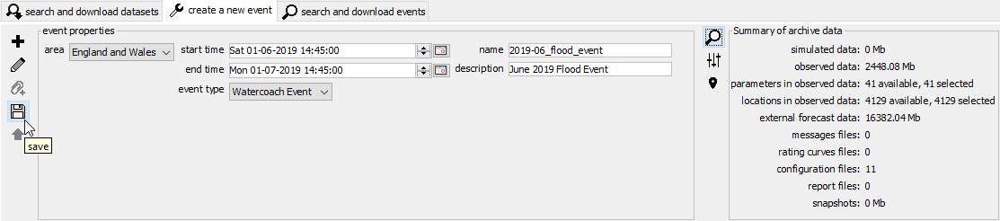 search and download datasets create a new event search and download events
event properties Summary of archive data
area England and Wales start time Sat 01-06-2019 14:45:00 name 2019-06_flood_event simulated data: 0 Mb
observed data: 2448.08 Mb
end time Mon 01-07-2019 14:45:00 description June 2019 Flood Event
parameters in observed data: 41 available, 41 selected
event type Watercoach Event
locations in observed data: 4129 available, 4129 selected
external forecast data: 16382.04 Mb
messages files: 0
save
rating curves files: 0
configuration files: 11
report files: 0
snapshots: 0 Mb